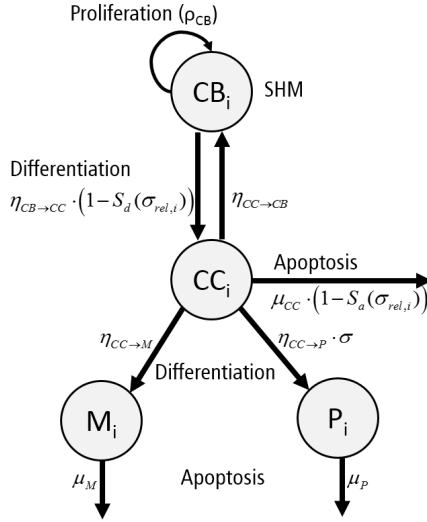 Proliferation (ρCB)
CBi
SHM
Differentiation
ηCB→CC · (1− Sd(σrel,i))
ηCC→CB
CCi
Apoptosis
μCC · (1− Sa(σrel,i))
ηCC→M
ηCC→P · σ
Differentiation
Mi
Pi
μM
Apoptosis
μP